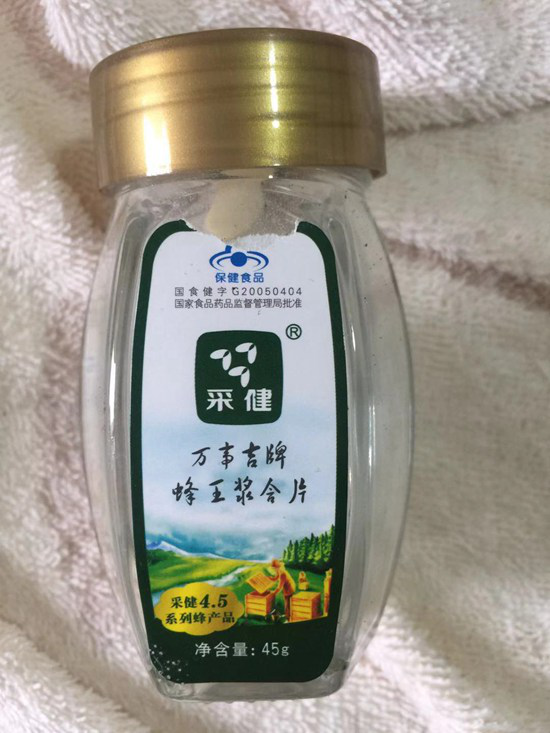 保健食品
国食健字G20050404
国家食品药品监督管理局批准
®
采健
万事吉牌
蜂王浆含片
采健4.5
系列蜂产品
净含量:45g